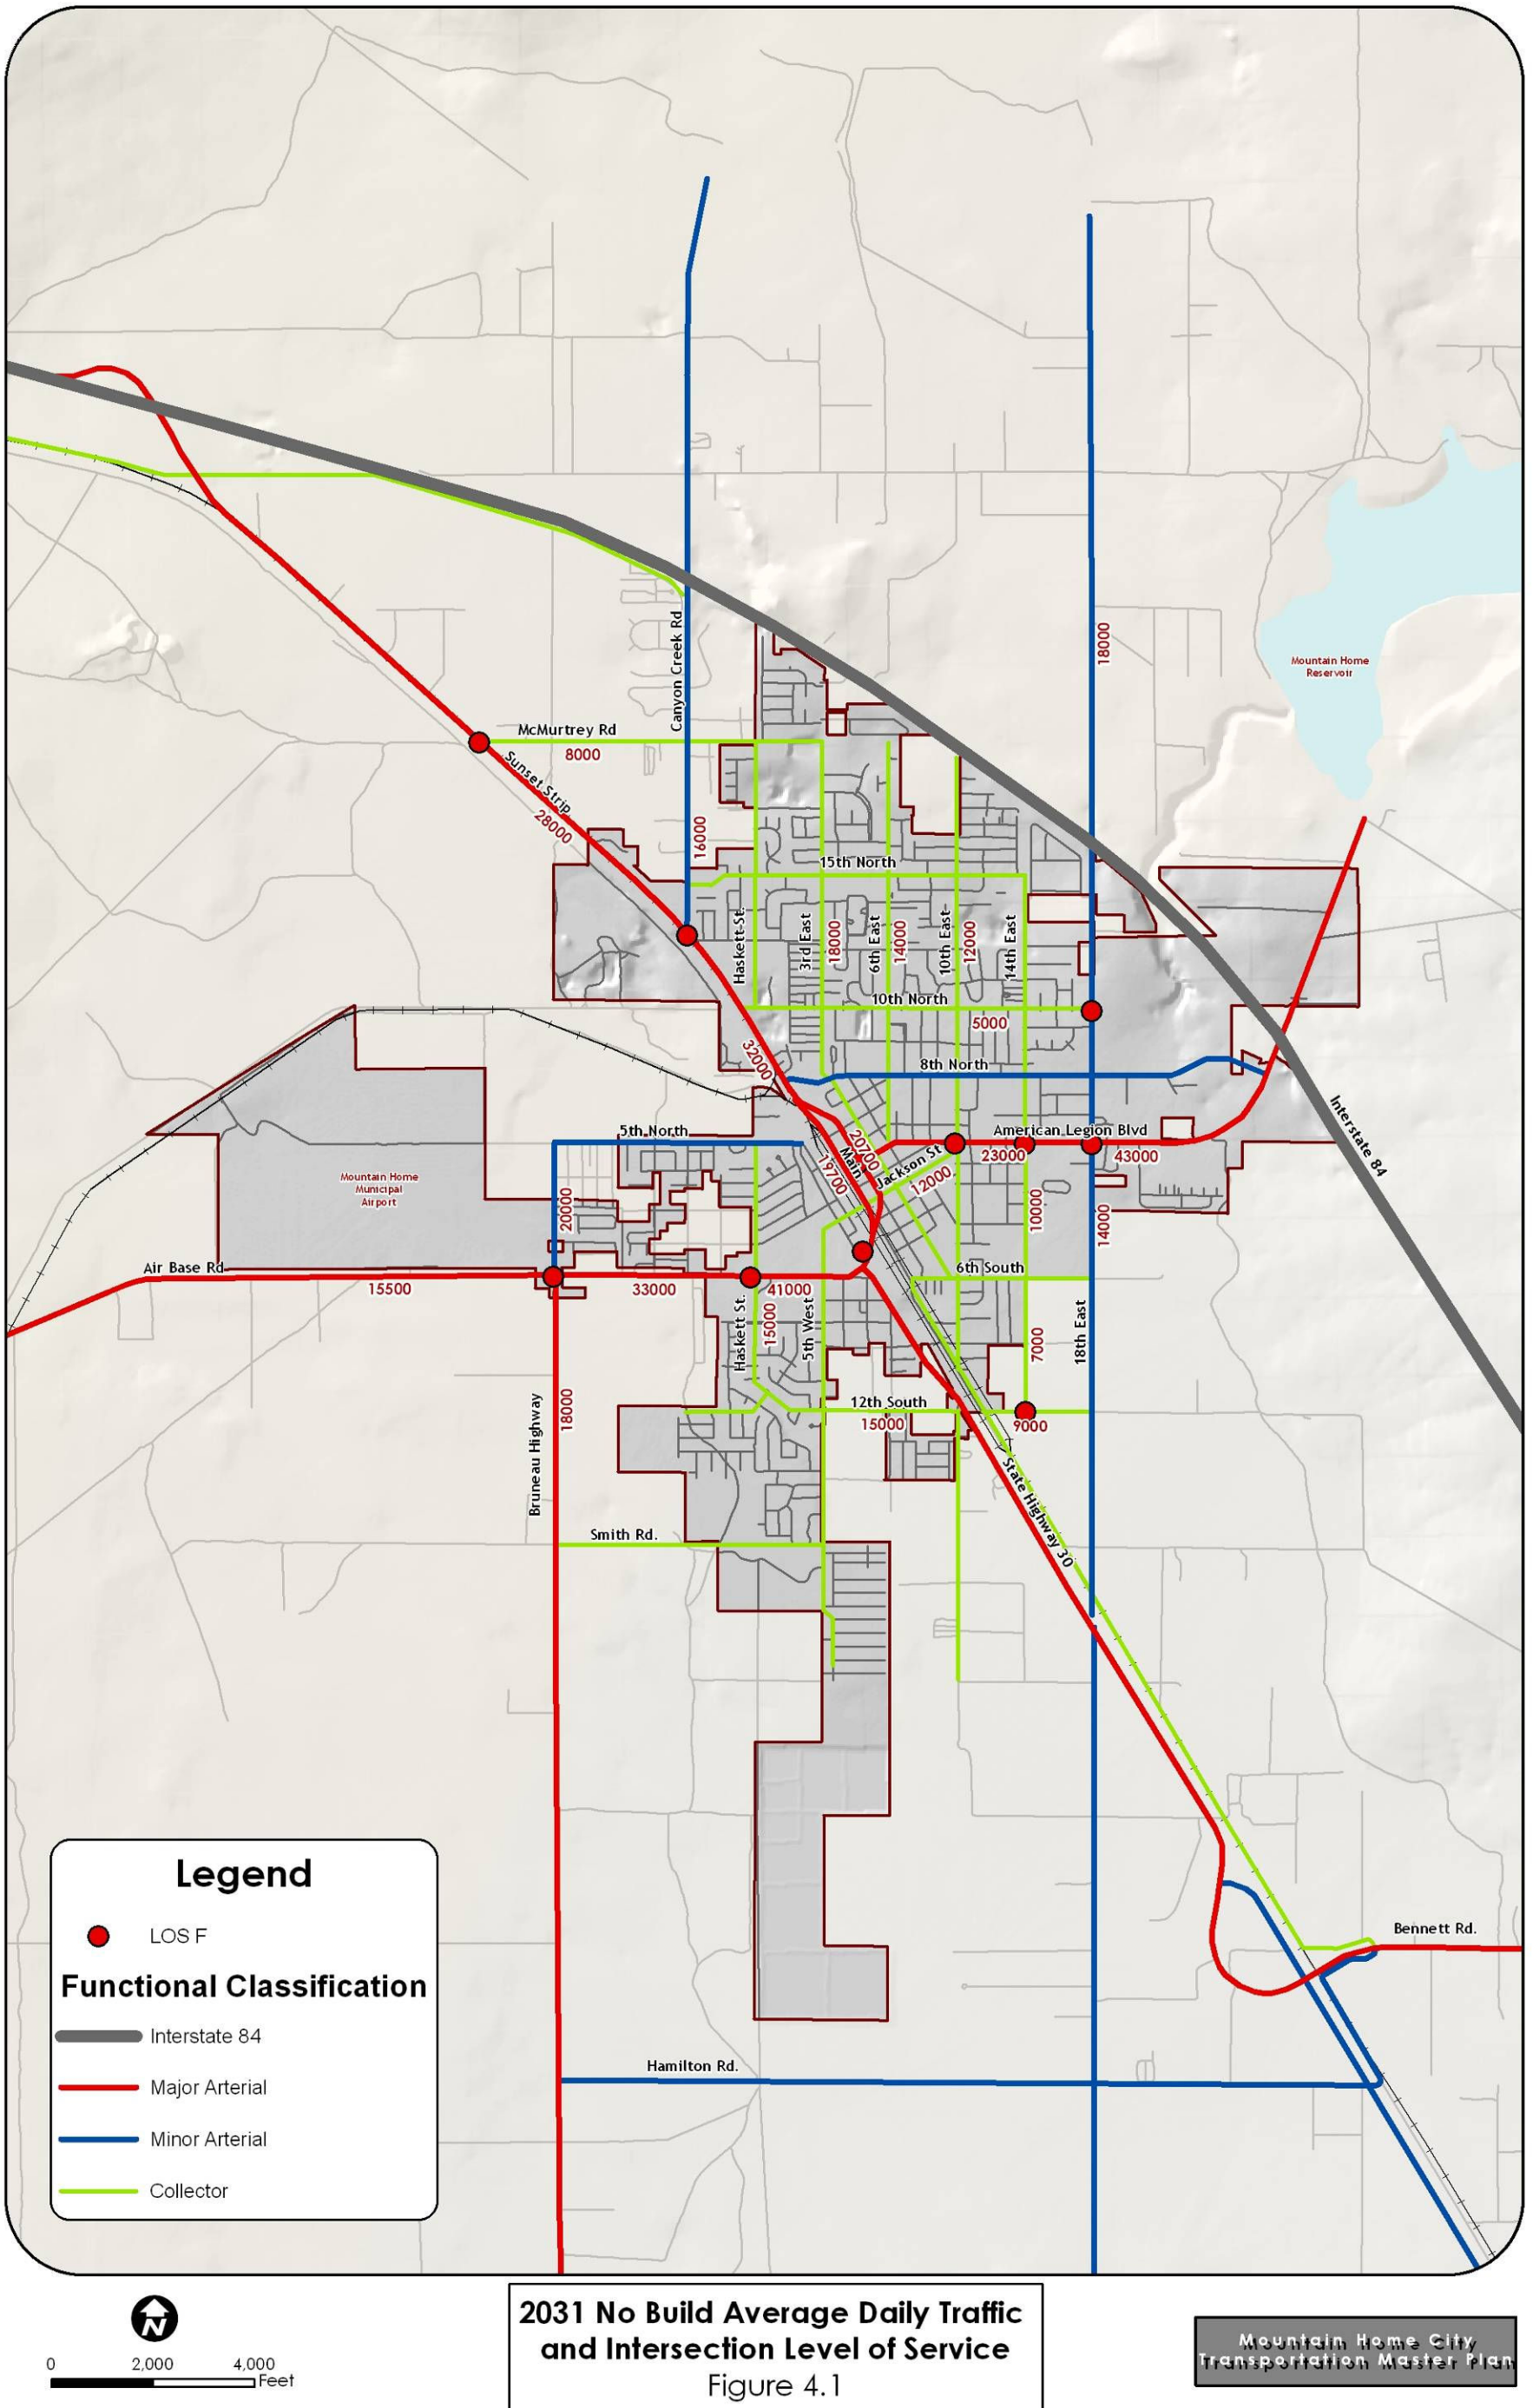 Canyon Creek Rd
18000
Mountain Home
Reservoir
McMurtrey Rd
8000
Sunset Strip
28000
16000
15th North
Haskett St.
3rd East
18000
6th East
14000
10th East
12000
14th East
10th North
5000
32000
8th North
Interstate 84
5th North
American Legion Blvd
20700
Main
19700
Jackson St
23000
43000
12000
Mountain Home
Municipal
Airport
20000
10000
14000
Air Base Rd
15500
33000
41000
6th South
Haskett St.
15000
5th West
7000
18th East
Bruneau Highway
18000
12th South
15000
9000
State Highway 30
Smith Rd.
Bennett Rd.
Hamilton Rd.
Legend
LOS F
Functional Classification
Interstate 84
Major Arterial
Minor Arterial
Collector
N
0 2,000 4,000
Feet
2031 No Build Average Daily Traffic
and Intersection Level of Service
Figure 4.1
Mountain Home City
Transportation Master Plan